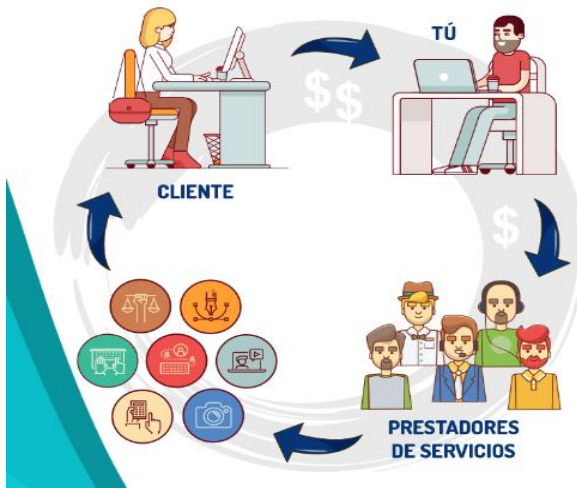 TÚ
$$
CLIENTE
$
PRESTADORES
DE SERVICIOS